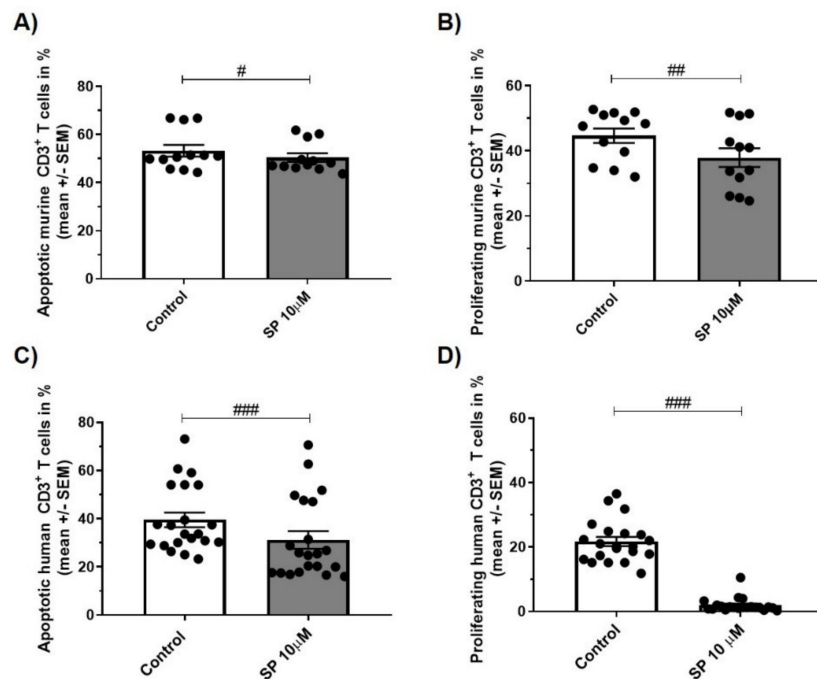 A)
#
Apoptotic murine CD3⁺ T cells in %
(mean +/- SEM)
80
60
40
20
0
Control
SP 10µM
B)
##
Proliferating murine CD3⁺ T cells in %
(mean +/- SEM)
60
40
20
0
Control
SP 10µM
C)
###
Apoptotic human CD3⁺ T cells in %
(mean +/- SEM)
80
60
40
20
0
Control
SP 10µM
D)
###
Proliferating human CD3⁺ T cells in %
(mean +/- SEM)
60
40
20
0
Control
SP 10 µM